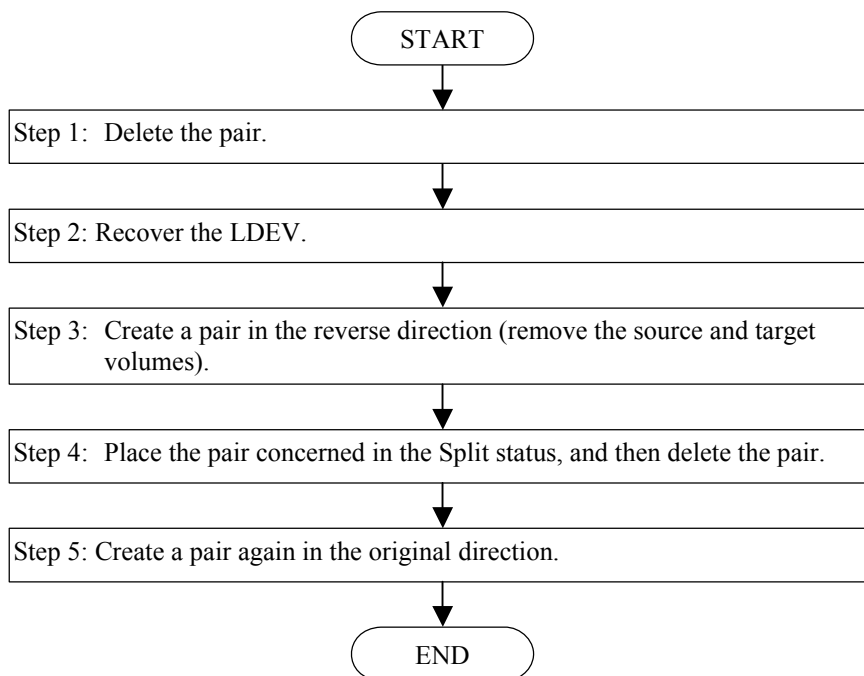 START
Step 1: Delete the pair.
Step 2: Recover the LDEV.
Step 3: Create a pair in the reverse direction (remove the source and target
volumes).
Step 4: Place the pair concerned in the Split status, and then delete the pair.
Step 5: Create a pair again in the original direction.
END